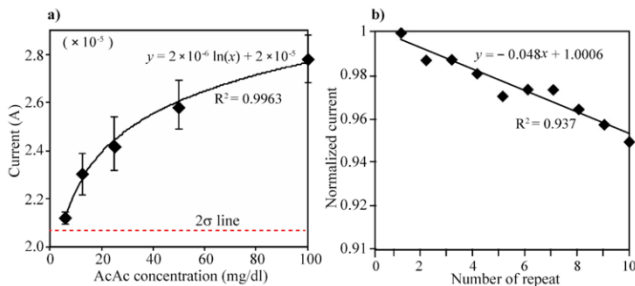 a)
(× 10⁻⁵)
y = 2×10⁻⁶ ln(x) + 2×10⁻⁵
R² = 0.9963
2σ line
Current (A)
3.0
2.8
2.6
2.4
2.2
2.0
0 20 40 60 80 100
AcAc concentration (mg/dl)
b)
y = − 0.048x + 1.0006
R² = 0.937
Normalized current
1
0.98
0.96
0.94
0.92
0.91
0 2 4 6 8 10
Number of repeat